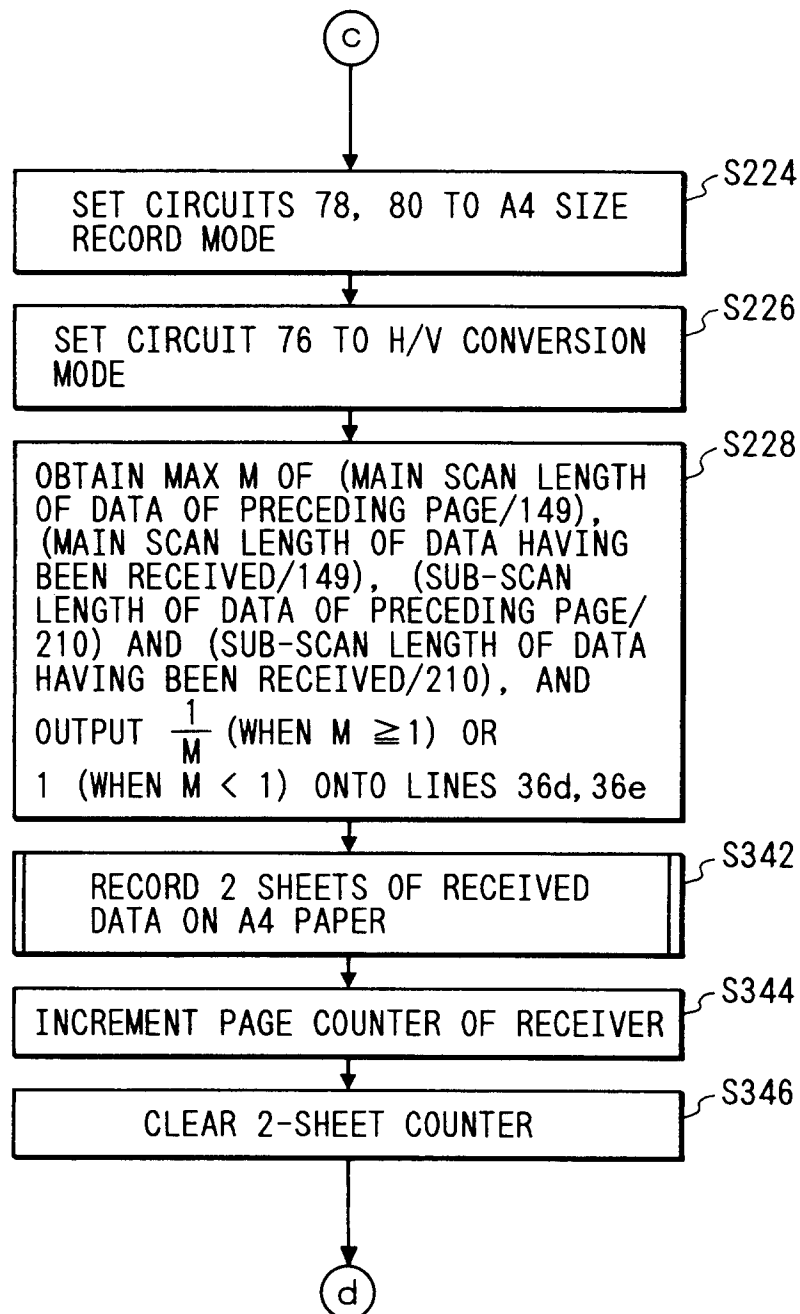 c
S224
SET CIRCUITS 78, 80 TO A4 SIZE
RECORD MODE
S226
SET CIRCUIT 76 TO H/V CONVERSION
MODE
S228
OBTAIN MAX M OF (MAIN SCAN LENGTH
OF DATA OF PRECEDING PAGE/149),
(MAIN SCAN LENGTH OF DATA HAVING
BEEN RECEIVED/149), (SUB-SCAN
LENGTH OF DATA OF PRECEDING PAGE/
210) AND (SUB-SCAN LENGTH OF DATA
HAVING BEEN RECEIVED/210), AND
OUTPUT 1/M (WHEN M ≧1) OR
1 (WHEN M < 1) ONTO LINES 36d,36e
S342
RECORD 2 SHEETS OF RECEIVED
DATA ON A4 PAPER
S344
INCREMENT PAGE COUNTER OF RECEIVER
S346
CLEAR 2-SHEET COUNTER
d